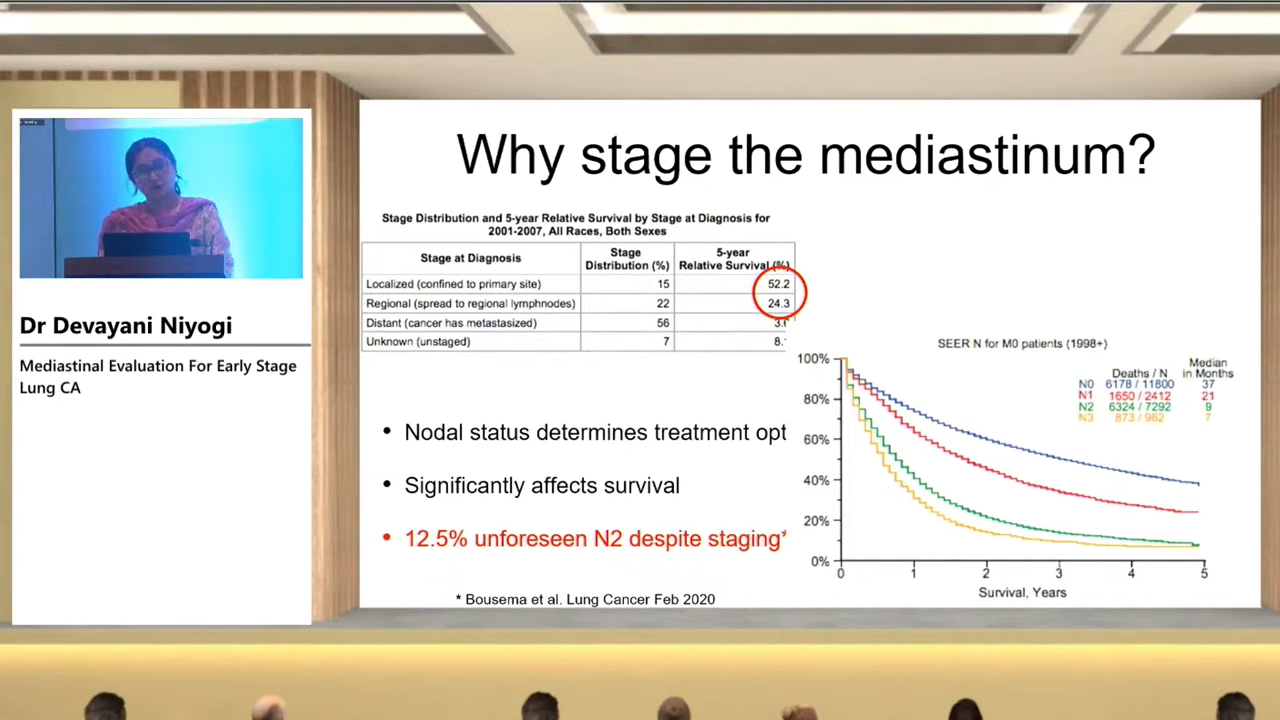 Why stage the mediastinum?
Stage Distribution and 5-year Relative Survival by Stage at Diagnosis for
2001-2007, All Races, Both Sexes
Stage at Diagnosis
Stage Distribution (%)
5-year Relative Survival (%)
Localized (confined to primary site) 15 52.2
Regional (spread to regional lymphnodes) 22 24.3
Distant (cancer has metastasized) 56
Unknown (unstaged) 7
Dr Devayani Niyogi
Mediastinal Evaluation For Early Stage
Lung CA
• Nodal status determines treatment opt
• Significantly affects survival
• 12.5% unforeseen N2 despite staging*
* Bousema et al. Lung Cancer Feb 2020
SEER N for M0 patients (1998+)
Deaths / N
Median in Months
N0 6178 / 11800 37
N1 1650 / 2412 21
N2 6324 / 7292 9
N3 873 / 962 7
100%
80%
60%
40%
20%
0%
0 1 2 3 4 5
Survival, Years